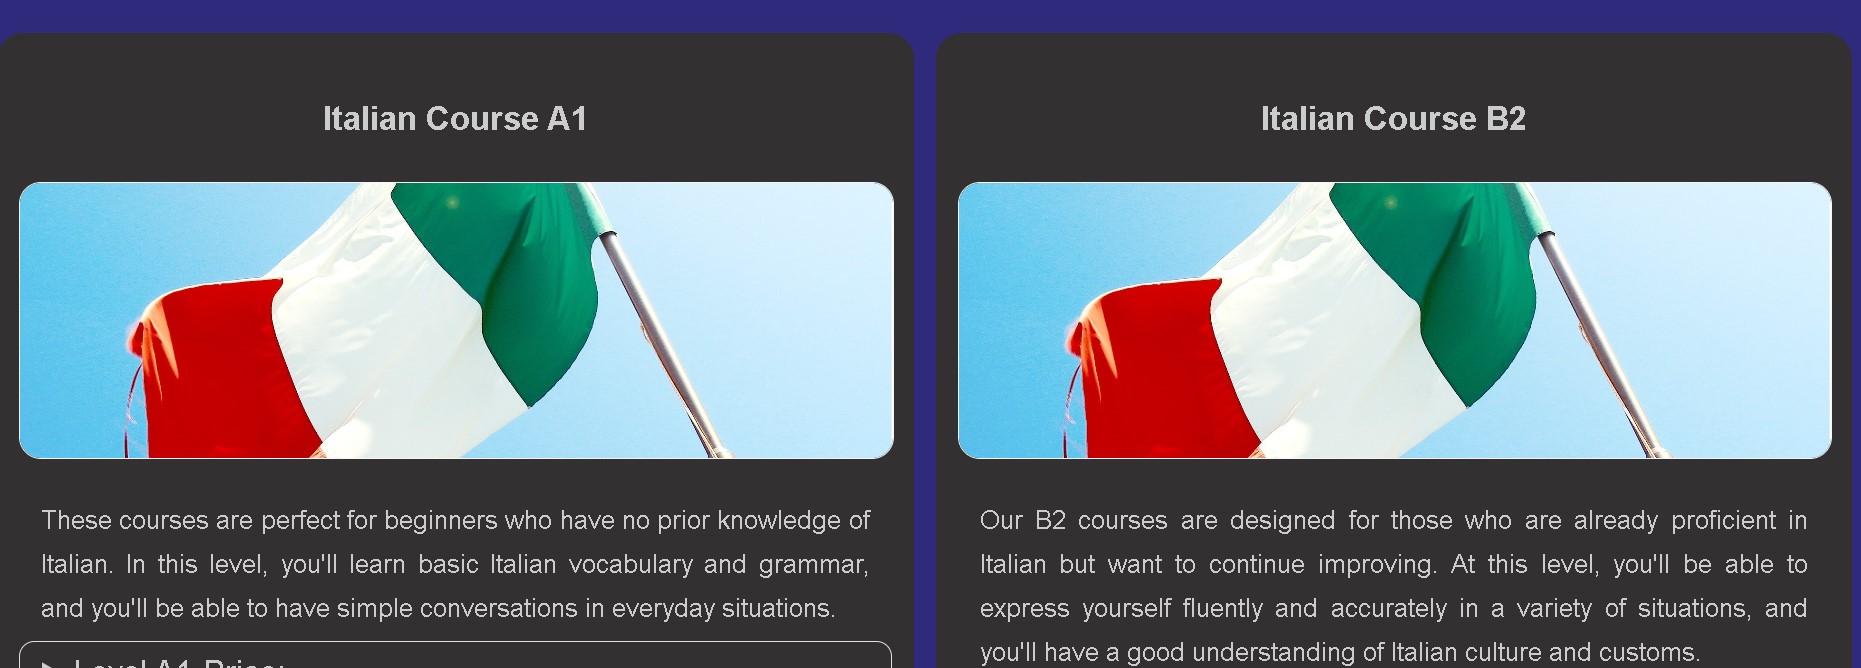 Italian Course A1
These courses are perfect for beginners who have no prior knowledge of
Italian. In this level, you'll learn basic Italian vocabulary and grammar,
and you'll be able to have simple conversations in everyday situations.
Level A1 Price:
Italian Course B2
Our B2 courses are designed for those who are already proficient in
Italian but want to continue improving. At this level, you'll be able to
express yourself fluently and accurately in a variety of situations, and
you'll have a good understanding of Italian culture and customs.